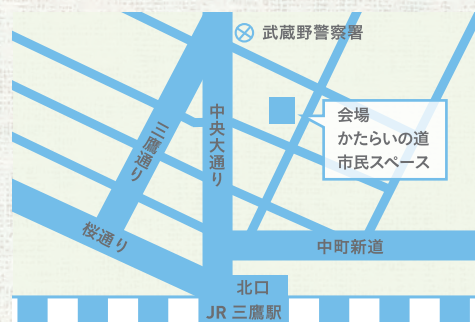 武蔵野警察署
会場
かたらいの道
市民スペース
中央大通り
三鷹通り
桜通り
中町新道
北口
JR 三鷹駅